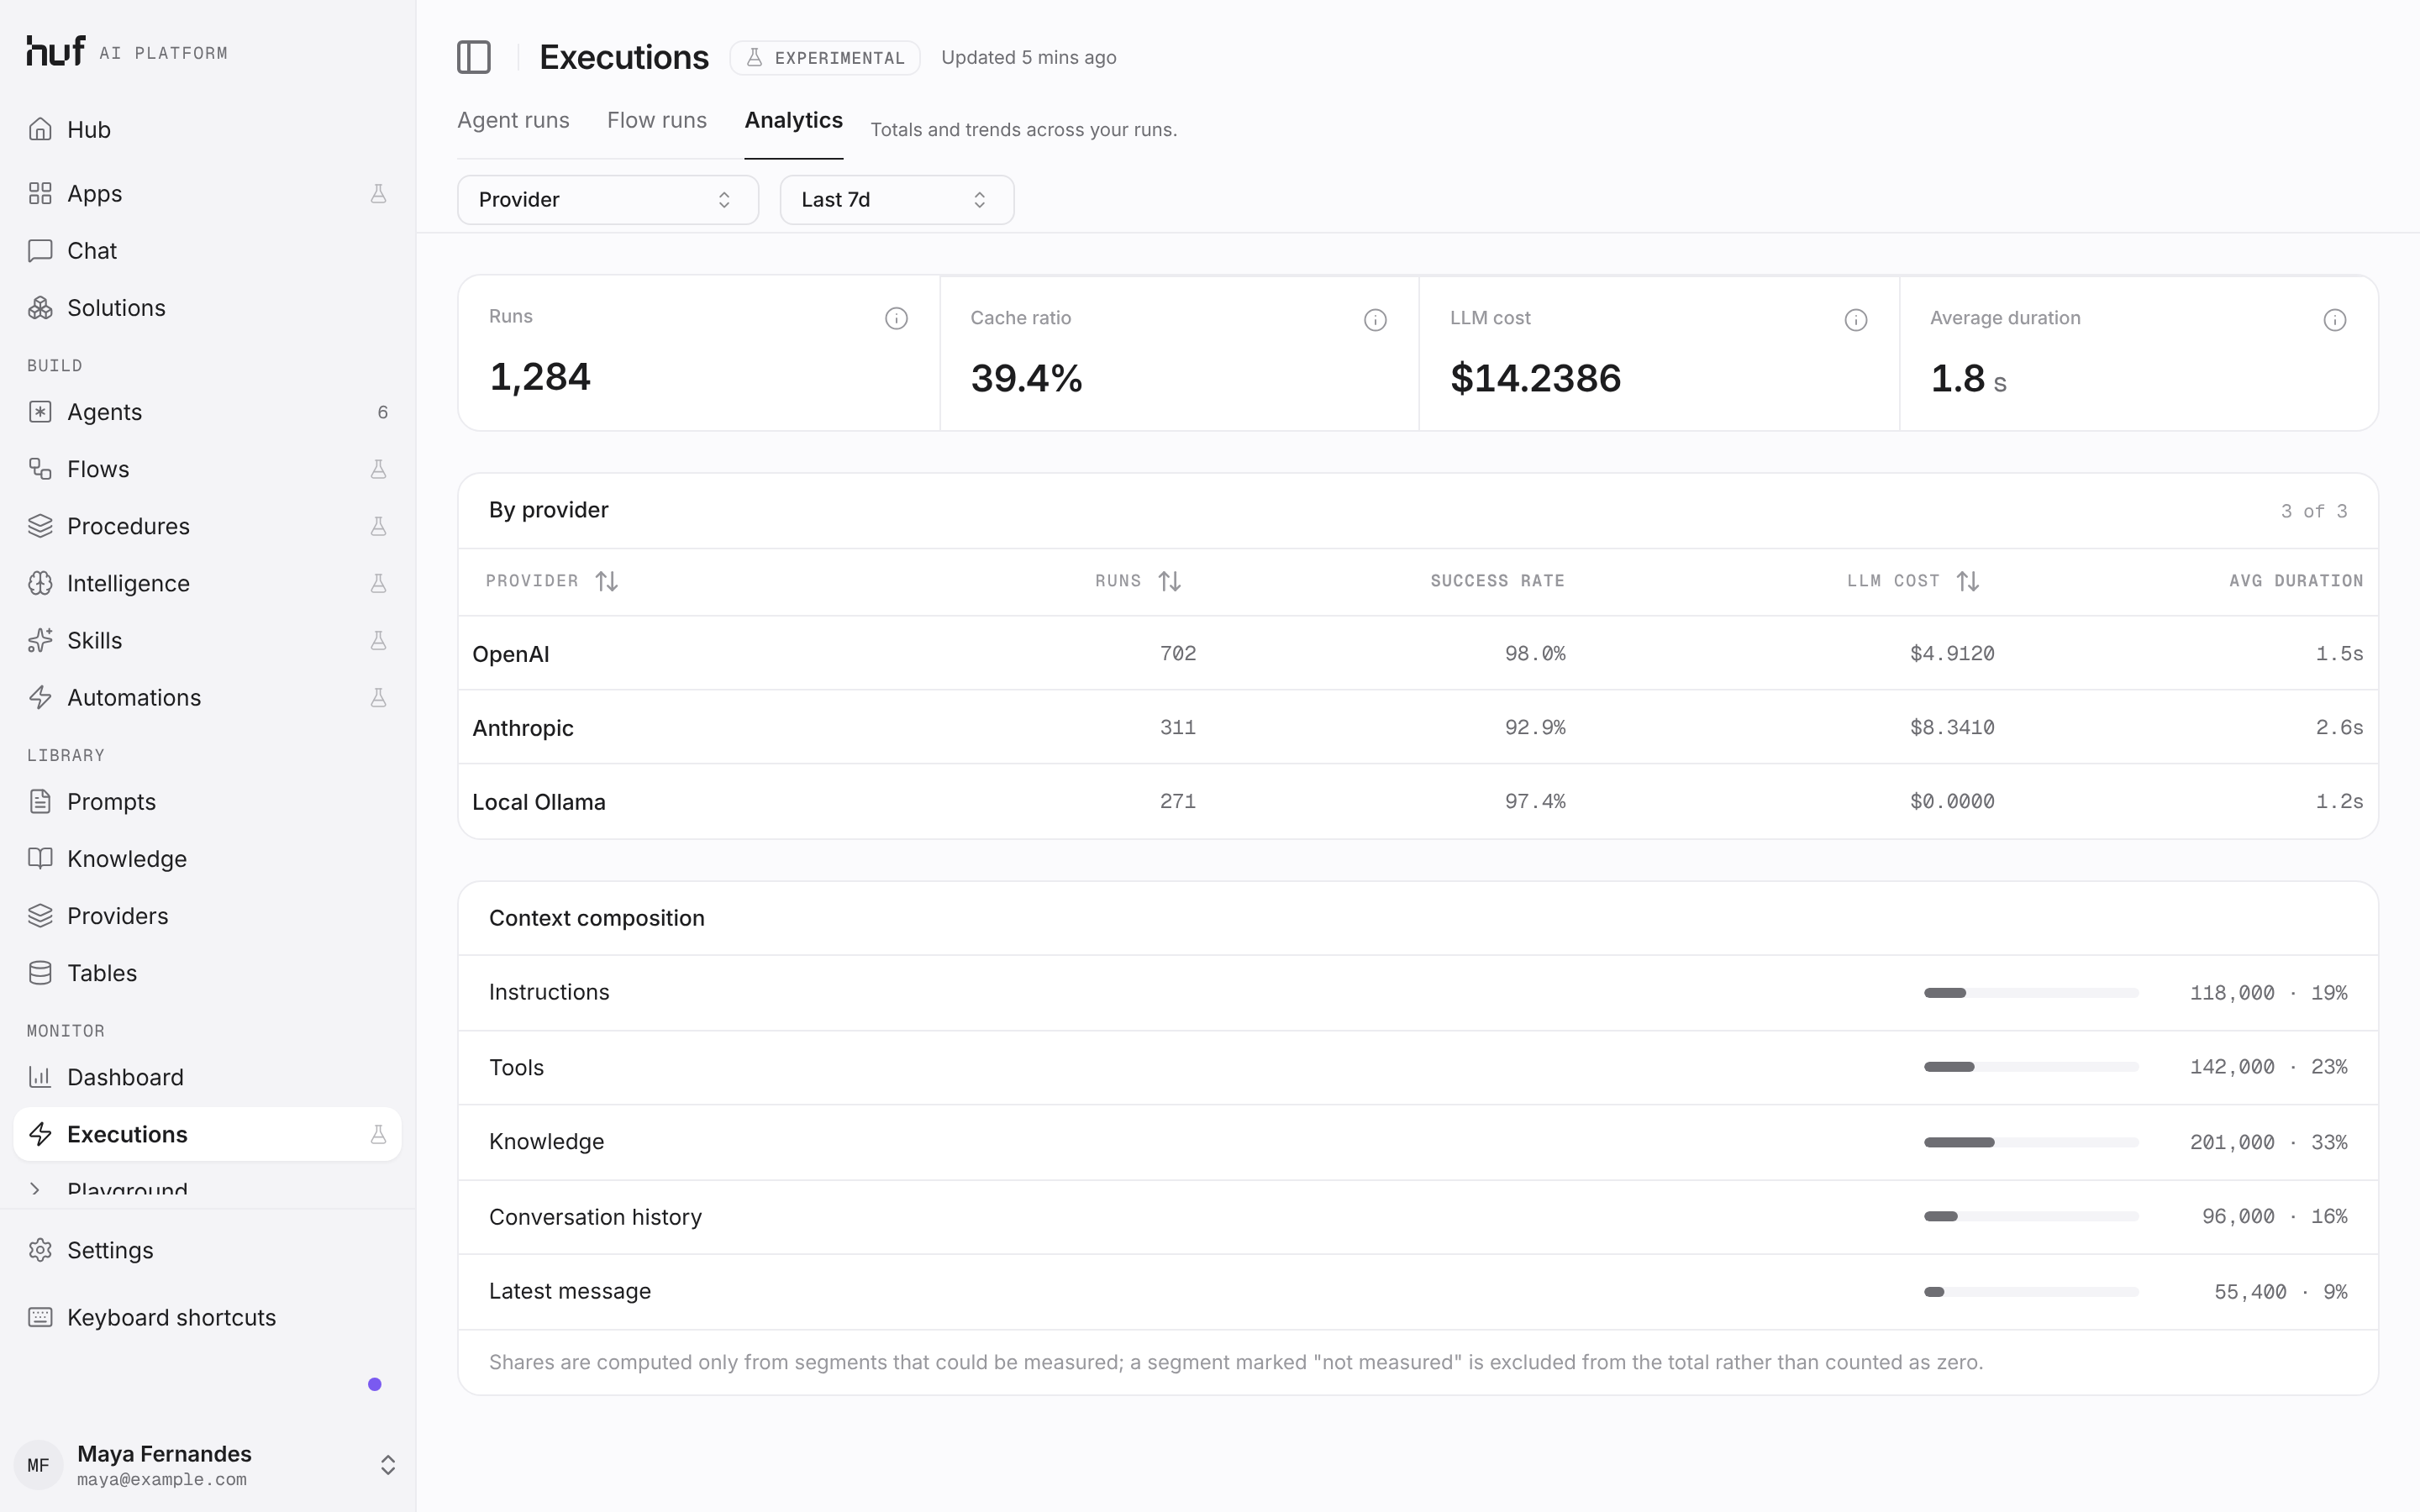 huf AI PLATFORM
Hub
Apps
Chat
Solutions
BUILD
Agents 6
Flows
Procedures
Intelligence
Skills
Automations
LIBRARY
Prompts
Knowledge
Providers
Tables
MONITOR
Dashboard
Executions
Playground
Settings
Keyboard shortcuts
MF
Maya Fernandes
maya@example.com
Executions EXPERIMENTAL Updated 5 mins ago
Agent runs Flow runs Analytics Totals and trends across your runs.
Provider Last 7d
Runs Cache ratio LLM cost Average duration
1,284 39.4% $14.2386 1.8 s
By provider 3 of 3
PROVIDER RUNS SUCCESS RATE LLM COST AVG DURATION
OpenAI 702 98.0% $4.9120 1.5s
Anthropic 311 92.9% $8.3410 2.6s
Local Ollama 271 97.4% $0.0000 1.2s
Context composition
Instructions 118,000 · 19%
Tools 142,000 · 23%
Knowledge 201,000 · 33%
Conversation history 96,000 · 16%
Latest message 55,400 · 9%
Shares are computed only from segments that could be measured; a segment marked "not measured" is excluded from the total rather than counted as zero.